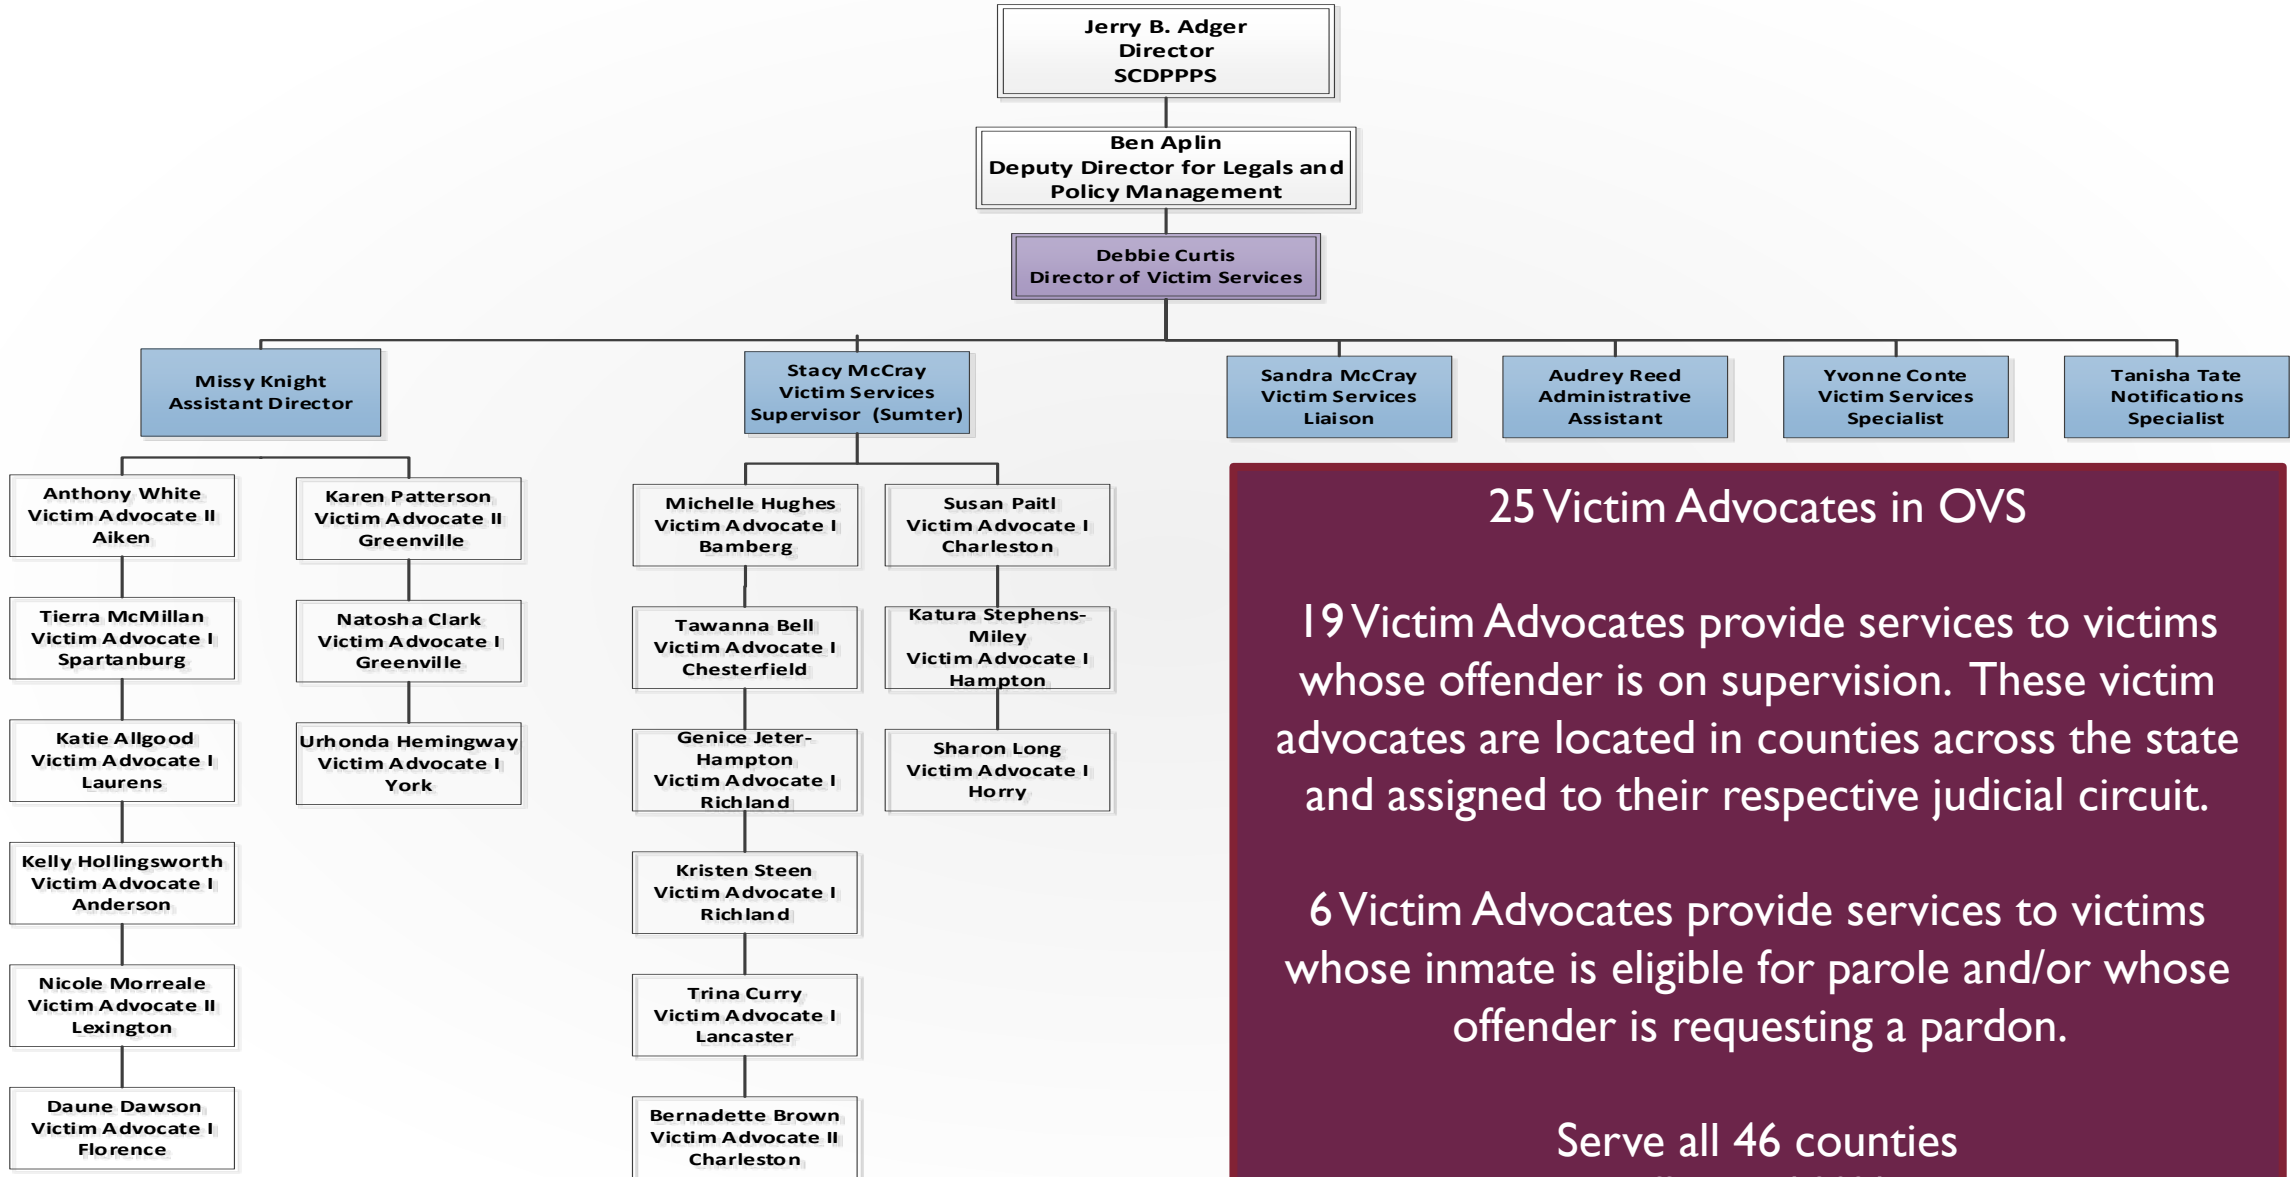 Jerry B. Adger
Director
SCDPPPS
Ben Aplin
Deputy Director for Legals and
Policy Management
Debbie Curtis
Director of Victim Services
Missy Knight
Assistant Director
Stacy McCray
Victim Services
Supervisor (Sumter)
Sandra McCray
Victim Services
Liaison
Audrey Reed
Administrative
Assistant
Yvonne Conte
Victim Services
Specialist
Tanisha Tate
Notifications
Specialist
Anthony White
Victim Advocate II
Aiken
Tierra McMillan
Victim Advocate I
Spartanburg
Katie Allgood
Victim Advocate I
Laurens
Kelly Hollingsworth
Victim Advocate I
Anderson
Nicole Morreale
Victim Advocate II
Lexington
Daune Dawson
Victim Advocate I
Florence
Karen Patterson
Victim Advocate II
Greenville
Natosha Clark
Victim Advocate I
Greenville
Urhonda Hemingway
Victim Advocate I
York
Michelle Hughes
Victim Advocate I
Bamberg
Tawanna Bell
Victim Advocate I
Chesterfield
Genice Jeter-
Hampton
Victim Advocate I
Richland
Kristen Steen
Victim Advocate I
Richland
Trina Curry
Victim Advocate I
Lancaster
Bernadette Brown
Victim Advocate II
Charleston
Susan Paitl
Victim Advocate I
Charleston
Katura Stephens-
Miley
Victim Advocate I
Hampton
Sharon Long
Victim Advocate I
Horry
25 Victim Advocates in OVS
19 Victim Advocates provide services to victims
whose offender is on supervision. These victim
advocates are located in counties across the state
and assigned to their respective judicial circuit.
6 Victim Advocates provide services to victims
whose inmate is eligible for parole and/or whose
offender is requesting a pardon.
Serve all 46 counties